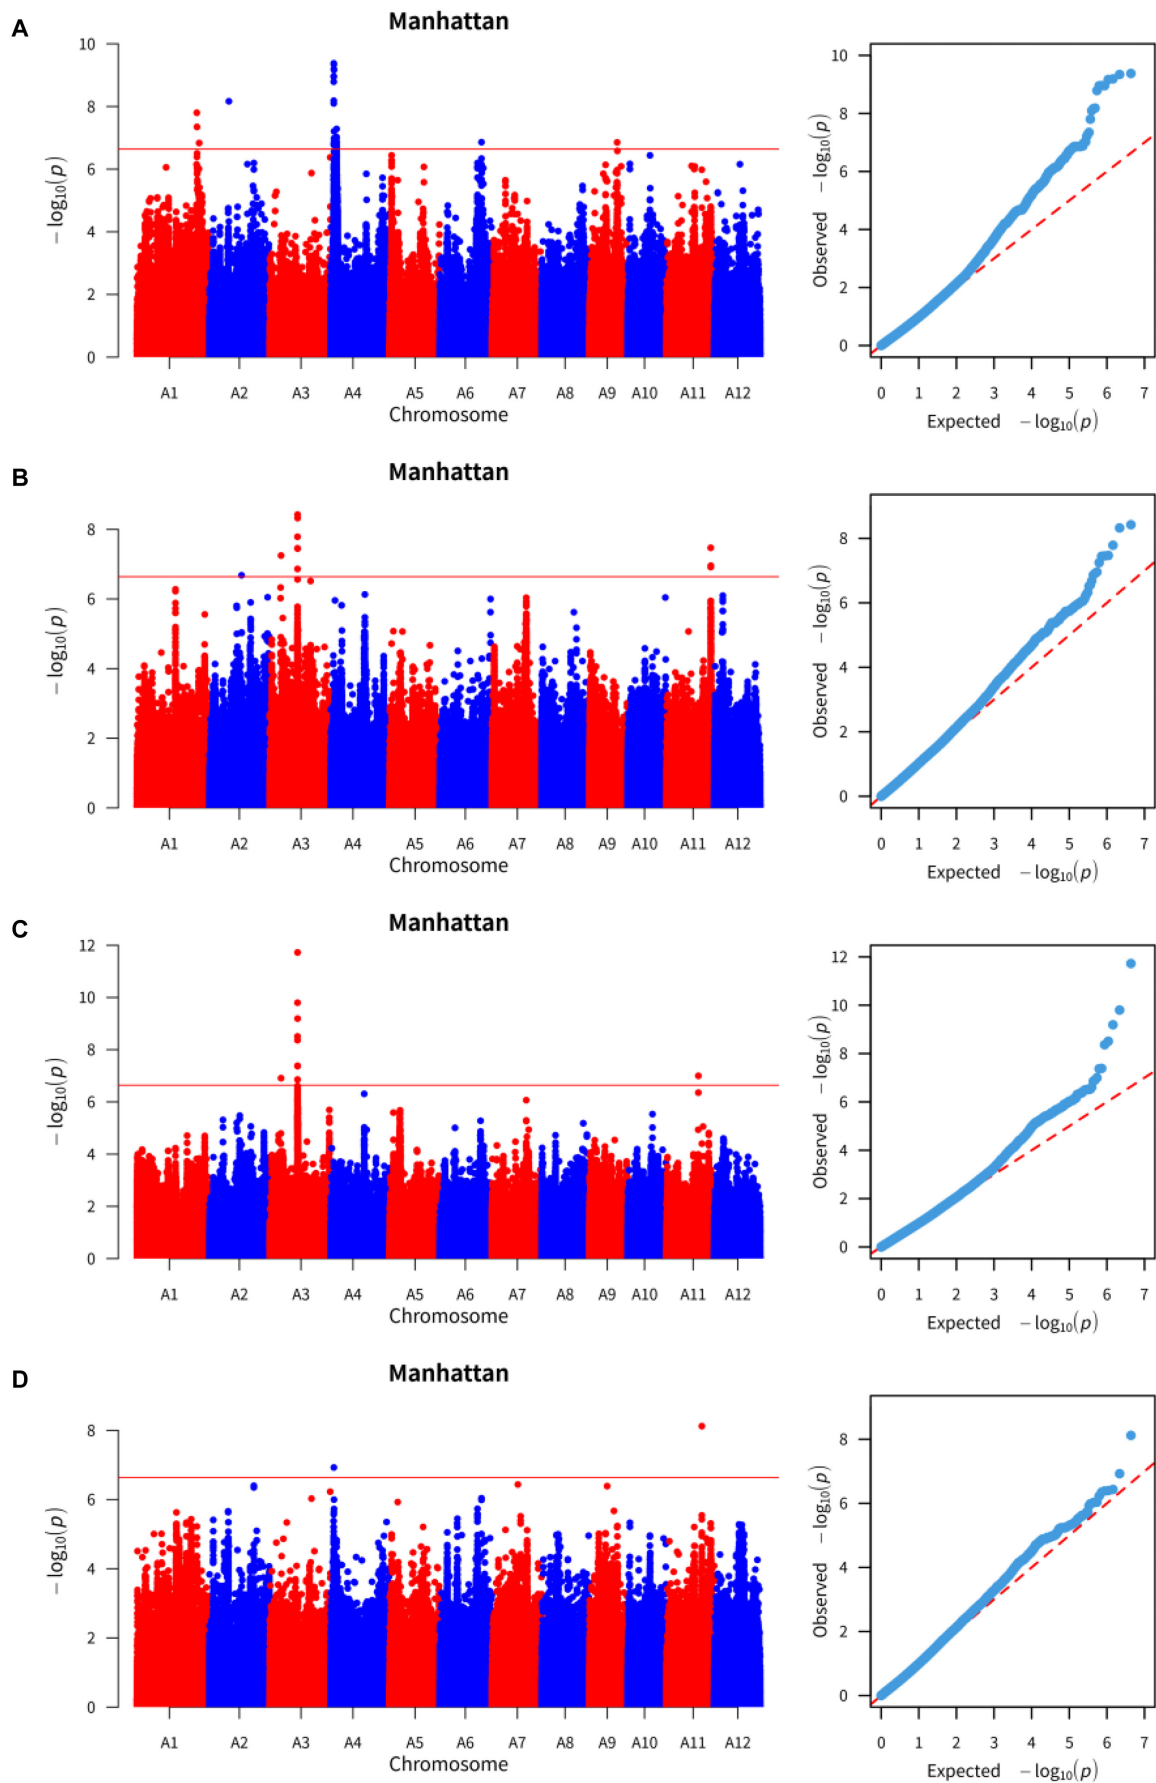 A
Manhattan
10
8
6
4
2
0
− log10(p)
A1 A2 A3 A4 A5 A6 A7 A8 A9 A10 A11 A12
Chromosome
10
8
6
4
2
0
Observed − log10(p)
0 1 2 3 4 5 6 7
Expected − log10(p)
B
Manhattan
8
6
4
2
0
− log10(p)
A1 A2 A3 A4 A5 A6 A7 A8 A9 A10 A11 A12
Chromosome
8
6
4
2
0
Observed − log10(p)
0 1 2 3 4 5 6 7
Expected − log10(p)
C
Manhattan
12
10
8
6
4
2
0
− log10(p)
A1 A2 A3 A4 A5 A6 A7 A8 A9 A10 A11 A12
Chromosome
12
10
8
6
4
2
0
Observed − log10(p)
0 1 2 3 4 5 6 7
Expected − log10(p)
D
Manhattan
8
6
4
2
0
− log10(p)
A1 A2 A3 A4 A5 A6 A7 A8 A9 A10 A11 A12
Chromosome
8
6
4
2
0
Observed − log10(p)
0 1 2 3 4 5 6 7
Expected − log10(p)